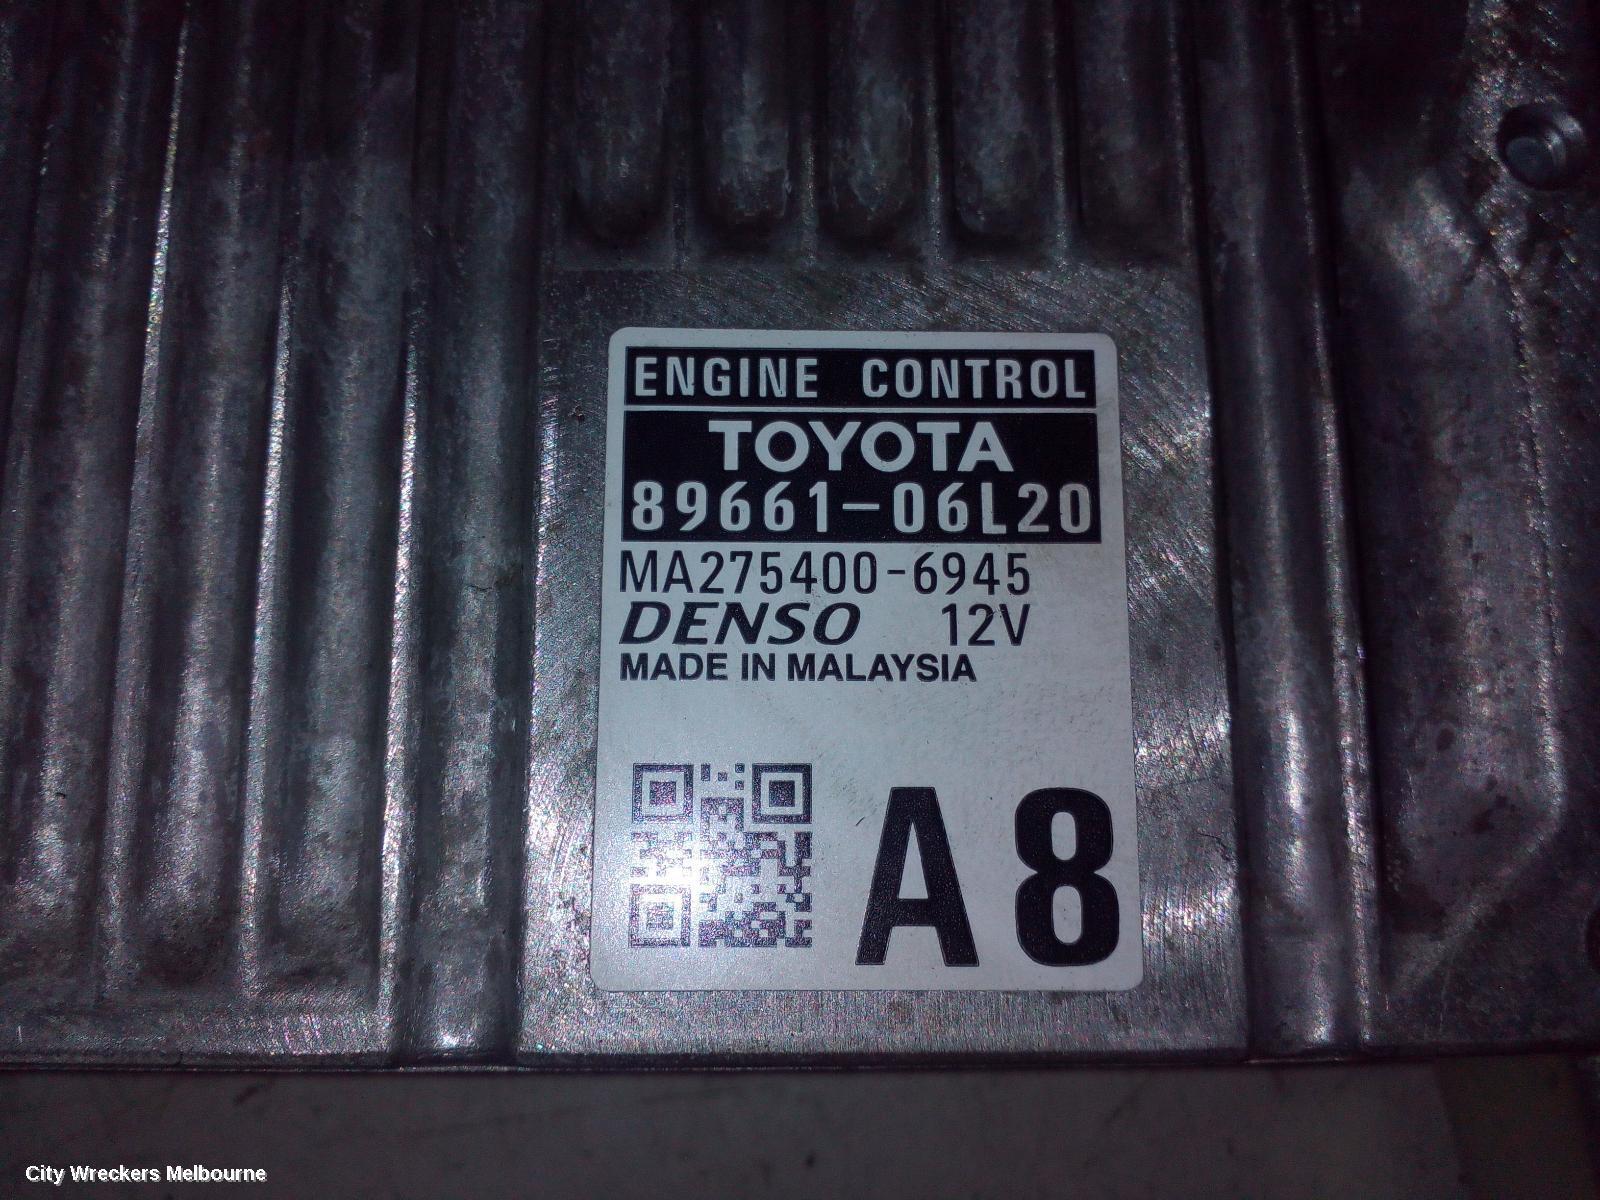 ENGINE CONTROL
TOYOTA
89661-06L20
MA275400-6945
DENSO 12V
MADE IN MALAYSIA
A8
City Wreckers Melbourne